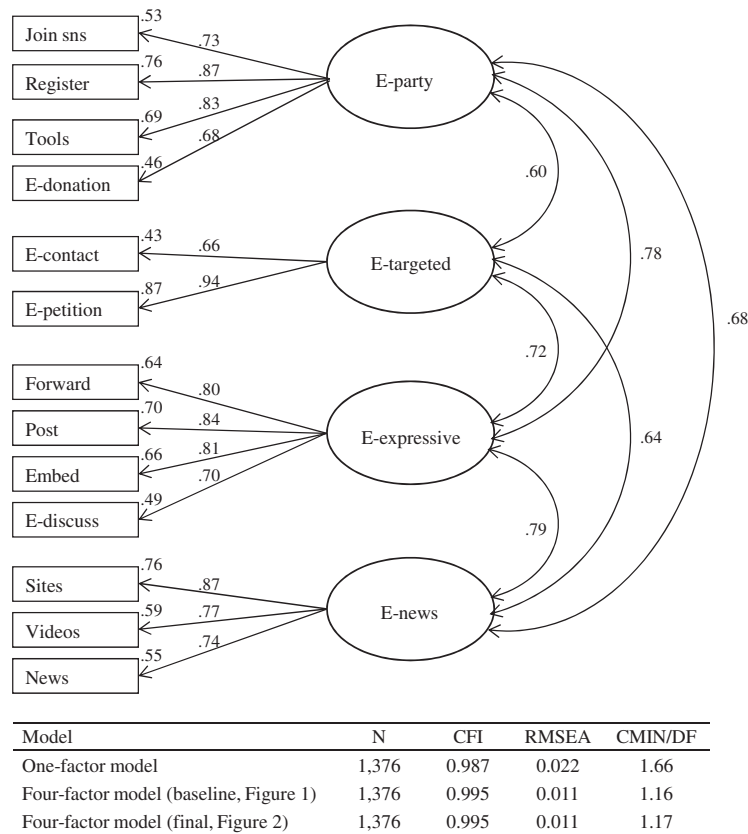 .53
Join sns
.73
.76
Register
.87
.69
Tools
.83
.46
E-donation
.68
E-party
.60
.43
E-contact
.66
.87
E-petition
.94
E-targeted
.78
.68
.72
.64
Forward
.80
.70
Post
.84
.66
Embed
.81
.49
E-discuss
.70
E-expressive
.64
.79
.76
Sites
.87
.59
Videos
.77
.55
News
.74
E-news
Model N CFI RMSEA CMIN/DF
One-factor model 1,376 0.987 0.022 1.66
Four-factor model (baseline, Figure 1) 1,376 0.995 0.011 1.16
Four-factor model (final, Figure 2) 1,376 0.995 0.011 1.17